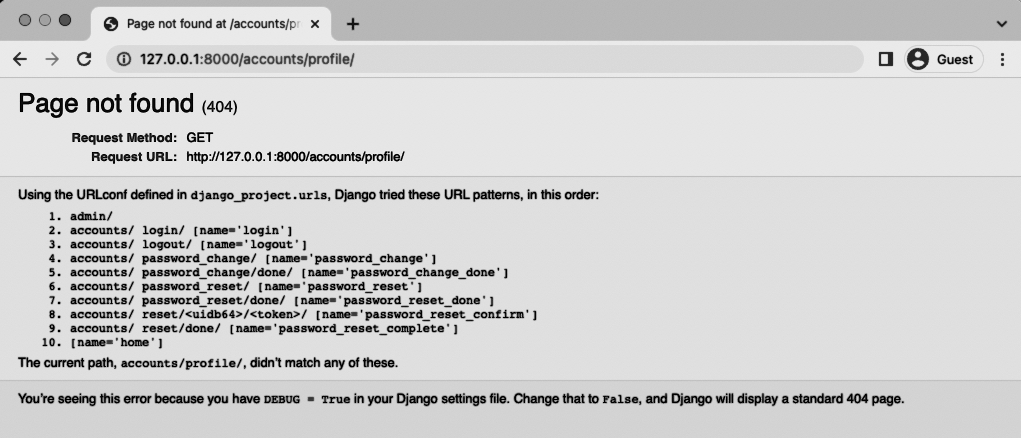 Page not found at /accounts/pr
127.0.0.1:8000/accounts/profile/
Guest
Page not found (404)
Request Method: GET
Request URL: http://127.0.0.1:8000/accounts/profile/
Using the URLconf defined in django_project.urls, Django tried these URL patterns, in this order:
1. admin/
2. accounts/ login/ [name='login']
3. accounts/ logout/ [name='logout']
4. accounts/ password_change/ [name='password_change']
5. accounts/ password_change/done/ [name='password_change_done']
6. accounts/ password_reset/ [name='password_reset']
7. accounts/ password_reset/done/ [name='password_reset_done']
8. accounts/ reset/<uidb64>/<token>/ [name='password_reset_confirm']
9. accounts/ reset/done/ [name='password_reset_complete']
10. [name='home']
The current path, accounts/profile/, didn't match any of these.
You're seeing this error because you have DEBUG = True in your Django settings file. Change that to False, and Django will display a standard 404 page.